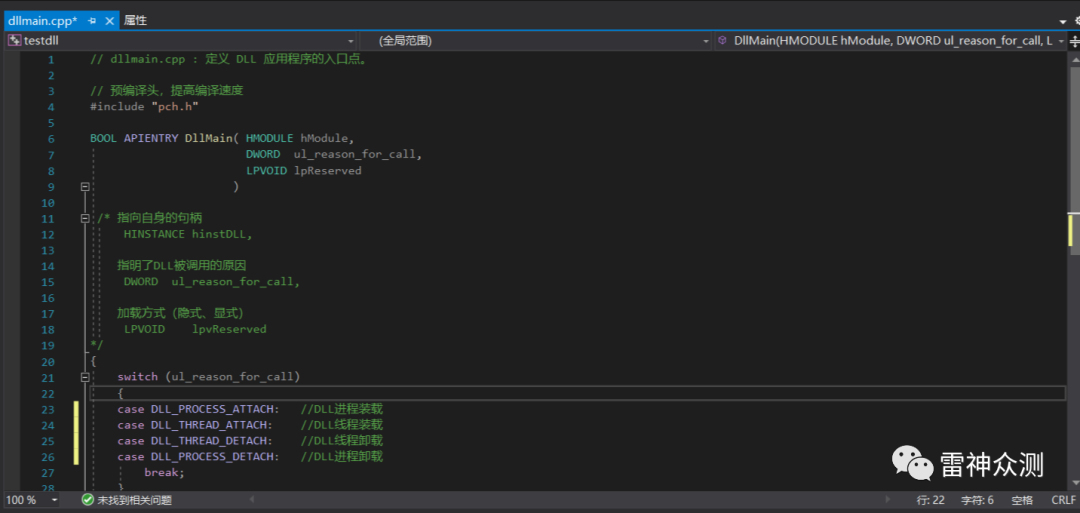 dllmain.cpp* 属性
testdll (全局范围) DllMain(HMODULE hModule, DWORD ul_reason_for_call, L
1 // dllmain.cpp : 定义 DLL 应用程序的入口点。
2
3 // 预编译头，提高编译速度
4 #include "pch.h"
5
6 BOOL APIENTRY DllMain( HMODULE hModule,
7 DWORD  ul_reason_for_call,
8 LPVOID lpReserved
9 )
10
11 /* 指向自身的句柄
12 HINSTANCE hinstDLL,
13
14 指明了DLL被调用的原因
15 DWORD  ul_reason_for_call,
16
17 加载方式（隐式、显式）
18 LPVOID    lpvReserved
19 */
20 {
21 switch (ul_reason_for_call)
22 {
23 case DLL_PROCESS_ATTACH:   //DLL进程装载
24 case DLL_THREAD_ATTACH:    //DLL线程装载
25 case DLL_THREAD_DETACH:    //DLL线程卸载
26 case DLL_PROCESS_DETACH:   //DLL进程卸载
27 break;
28 }
雷神众测
100 % 未找到相关问题 行: 22 字符: 6 空格 CRLF